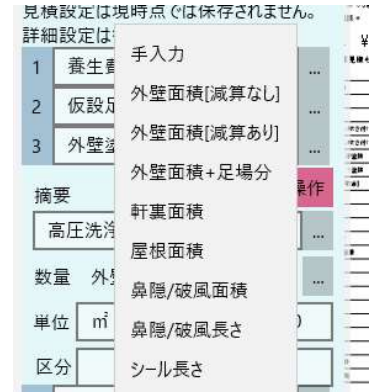 見積設定は現時点では保存されません。
詳細設定は
1 養生費 ...
2 仮設足 ...
3 外壁塗 ...
手入力
外壁面積[減算なし]
外壁面積[減算あり]
外壁面積+足場分
軒裏面積
屋根面積
鼻隠/破風面積
鼻隠/破風長さ
シール長さ
摘要 操作
高圧洗浄 ...
数量 外 ...
単位 ㎡
区分